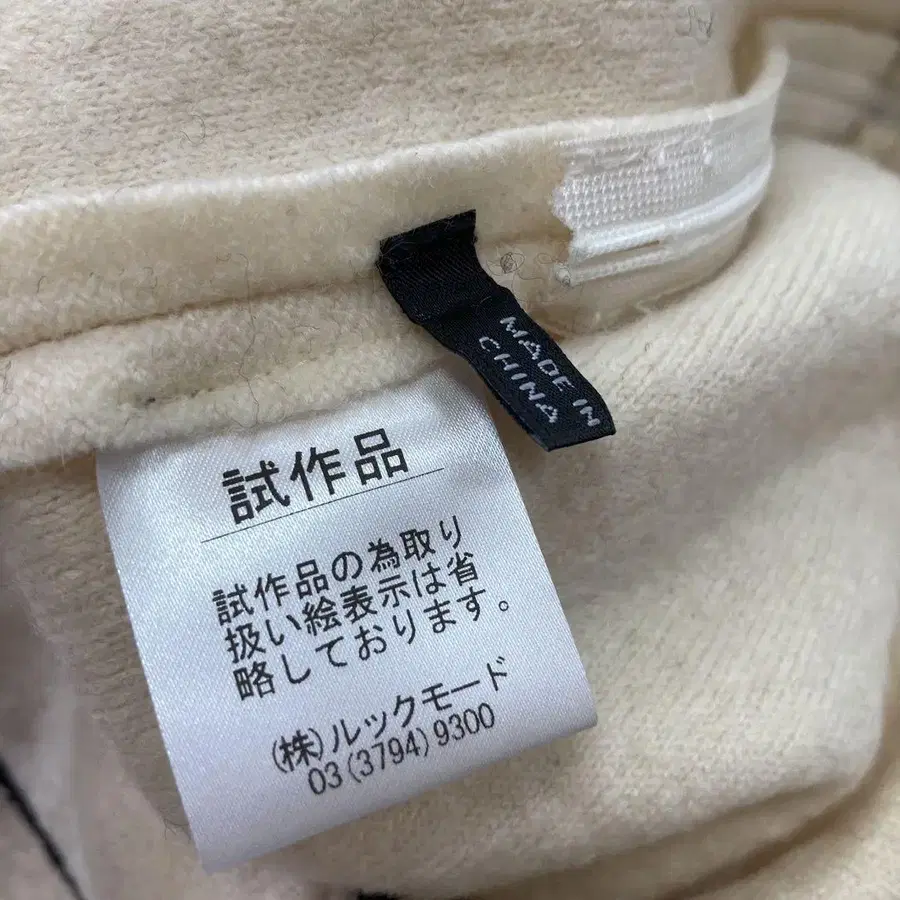 MADE IN
CHINA
試作品
試作品の為取り
扱い絵表示は省
略しております。
(株)ルックモード
03(3794)9300